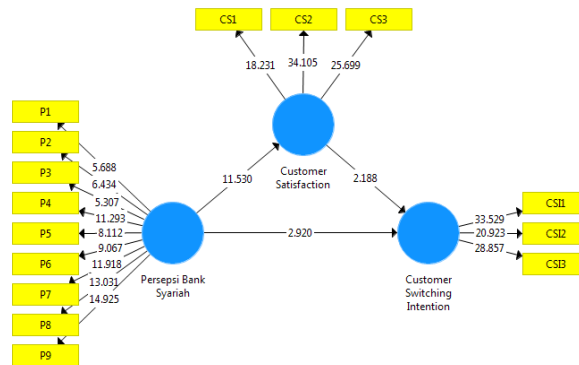 CS1 CS2 CS3
18.231 34.105 25.699
Customer
Satisfaction
P1
P2
P3
P4
P5
P6
P7
P8
P9
5.688
6.434
5.307
11.293
8.112
9.067
11.918
13.031
14.925
Persepsi Bank
Syariah
11.530
2.188
2.920
Customer
Switching
Intention
33.529
20.923
28.857
CSI1
CSI2
CSI3